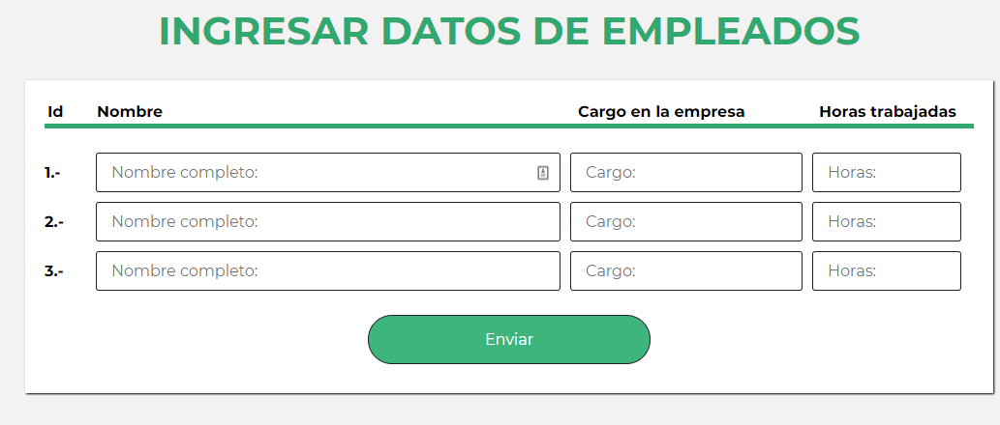 INGRESAR DATOS DE EMPLEADOS
Id Nombre Cargo en la empresa Horas trabajadas
1.- Nombre completo: Cargo: Horas:
2.- Nombre completo: Cargo: Horas:
3.- Nombre completo: Cargo: Horas:
Enviar